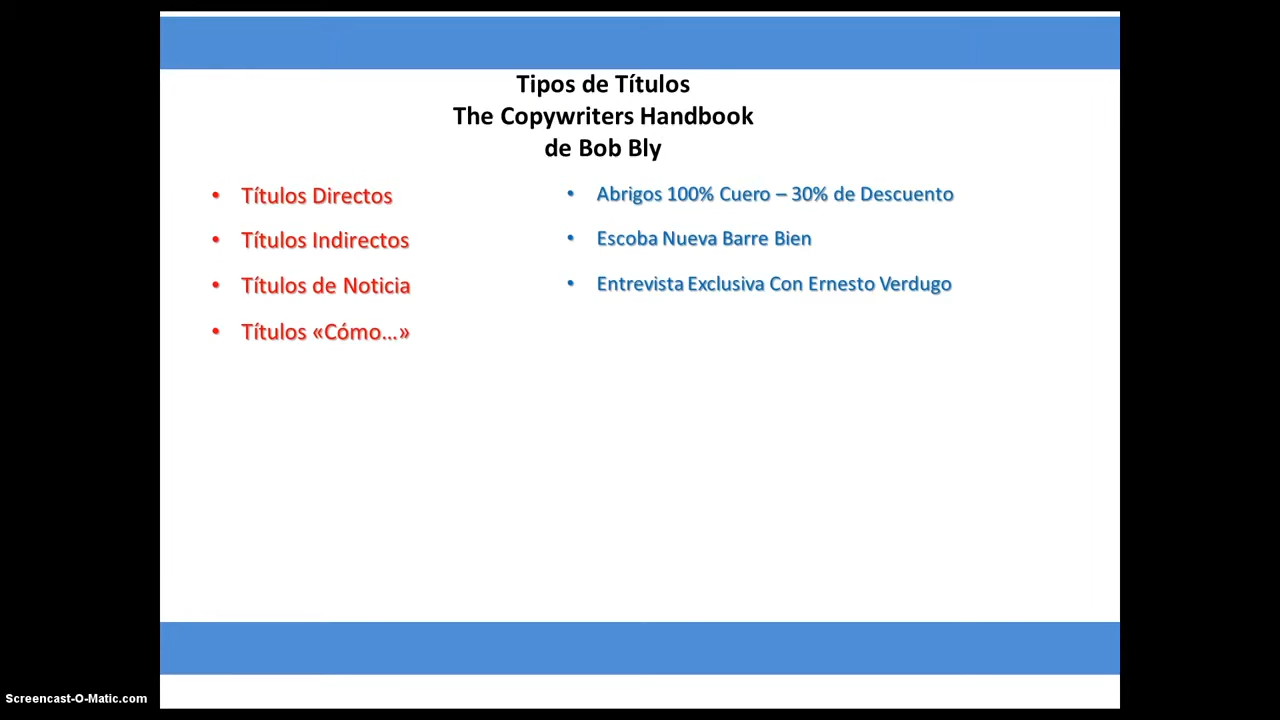 Tipos de Títulos
The Copywriters Handbook
de Bob Bly
• Títulos Directos
• Títulos Indirectos
• Títulos de Noticia
• Títulos «Cómo...»
• Abrigos 100% Cuero – 30% de Descuento
• Escoba Nueva Barre Bien
• Entrevista Exclusiva Con Ernesto Verdugo
Screencast-O-Matic.com